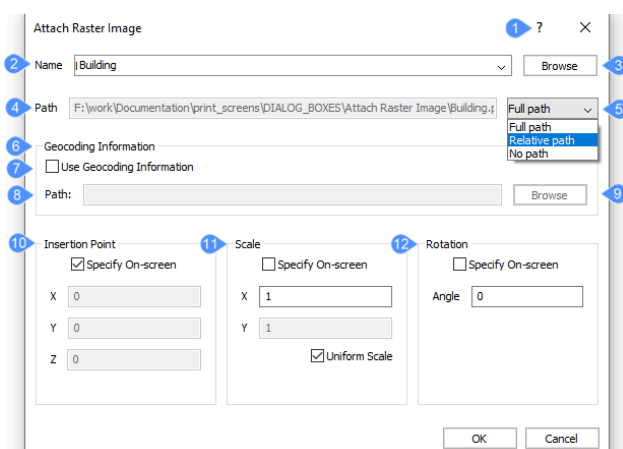 Attach Raster Image 1 ?
2 Name Building Browse 3
4 Path F:\work\Documentation\print_screens\DIALOG_BOXES\Attach Raster Image\Building.p Full path 5
Full path
Relative path
No path
6 Geocoding Information
7 Use Geocoding Information
8 Path: Browse 9
10 Insertion Point 11 Scale 12 Rotation
Specify On-screen Specify On-screen Specify On-screen
X 0 X 1 Angle 0
Y 0 Y 1
Z 0 Uniform Scale
OK Cancel